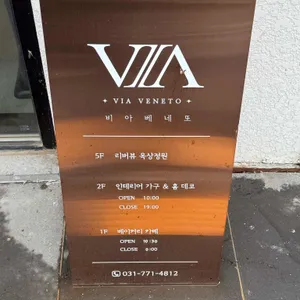 VIA
VIA VENETO
비아베네또
5F 리버뷰 옥상정원
2F 인테리어 가구 & 홈 데코
OPEN 10:00
CLOSE 19:00
1F 베이커리 카페
OPEN
CLOSE
031-771-4812